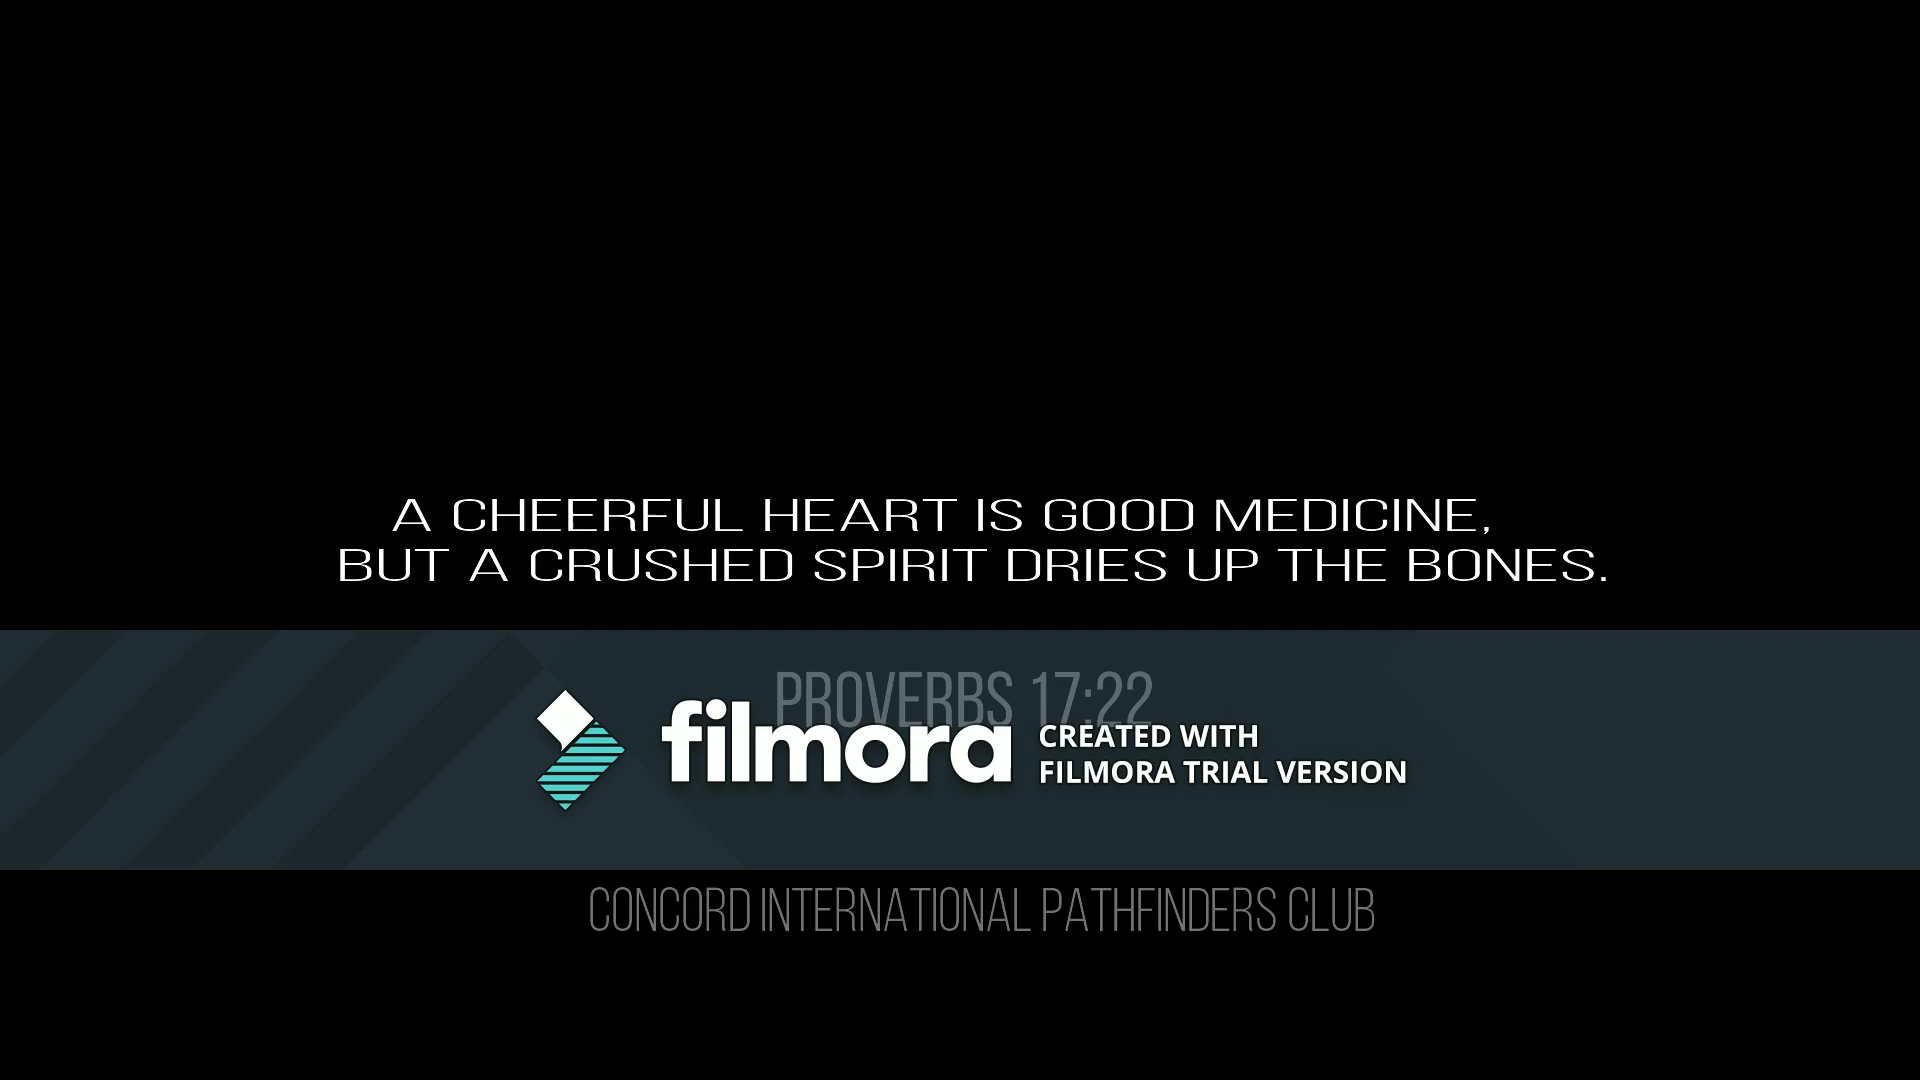 A CHEERFUL HEART IS GOOD MEDICINE,
BUT A CRUSHED SPIRIT DRIES UP THE BONES.
PROVERBS 17:22
filmora
CREATED WITH
FILMORA TRIAL VERSION
CONCORD INTERNATIONAL PATHFINDERS CLUB